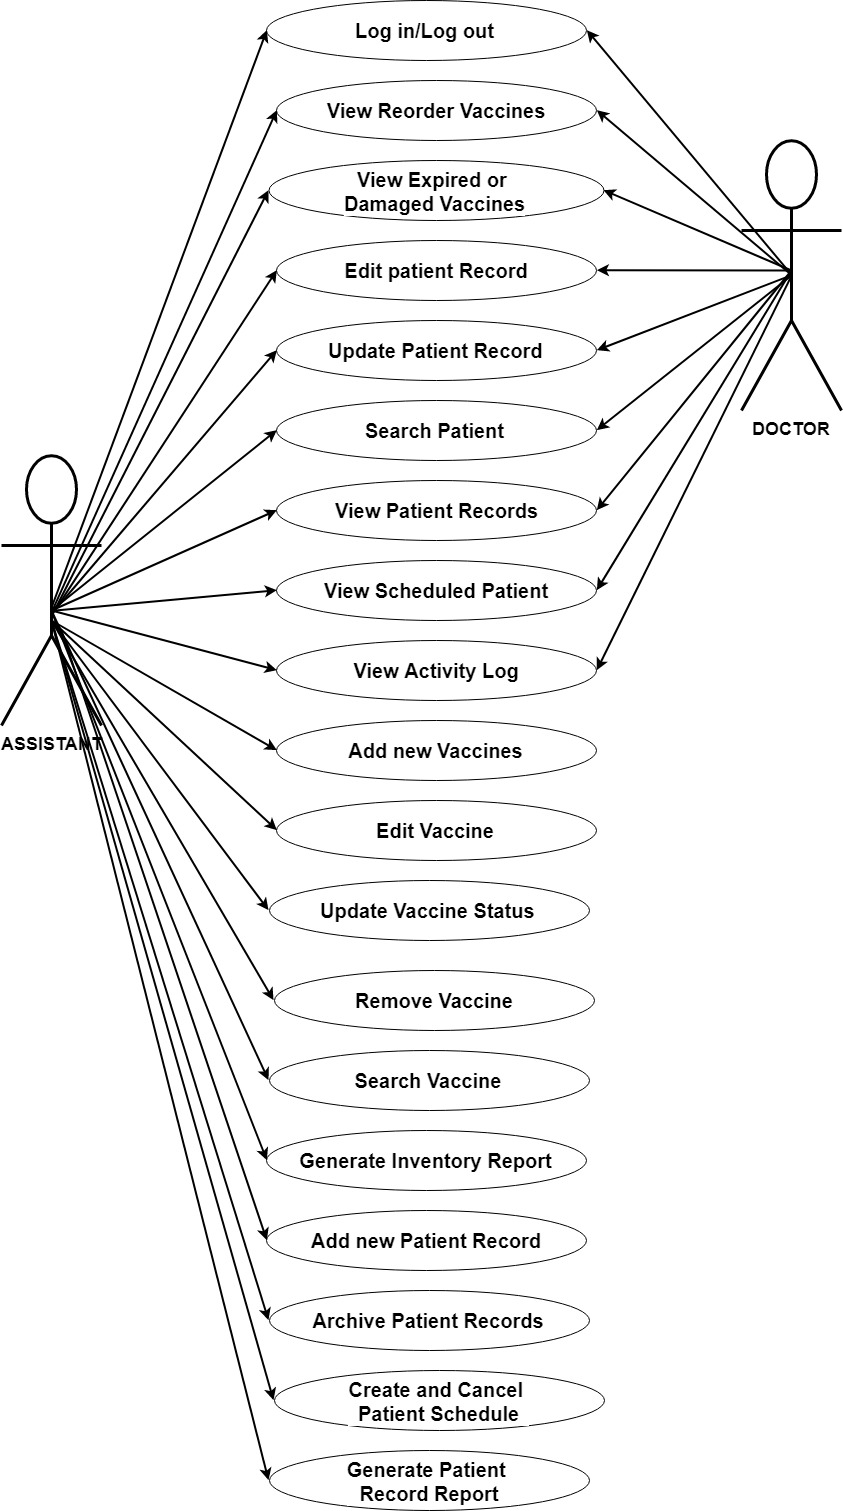 Log in/Log out
View Reorder Vaccines
View Expired or
Damaged Vaccines
Edit patient Record
Update Patient Record
DOCTOR
Search Patient
View Patient Records
View Scheduled Patient
View Activity Log
ASSISTANT
Add new Vaccines
Edit Vaccine
Update Vaccine Status
Remove Vaccine
Search Vaccine
Generate Inventory Report
Add new Patient Record
Archive Patient Records
Create and Cancel
Patient Schedule
Generate Patient
Record Report